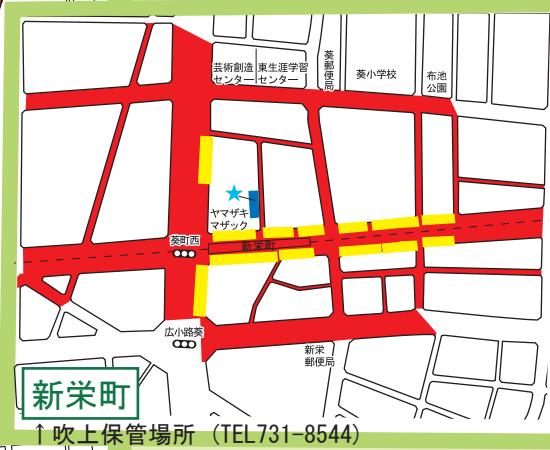 芸術創造
センター
東生涯学習
センター
葵郵便局
葵小学校
布池
公園
ヤマザキ
マザック
葵町西
新栄町
広小路葵
新栄
郵便局
新栄町
↑吹上保管場所（TEL731-8544）